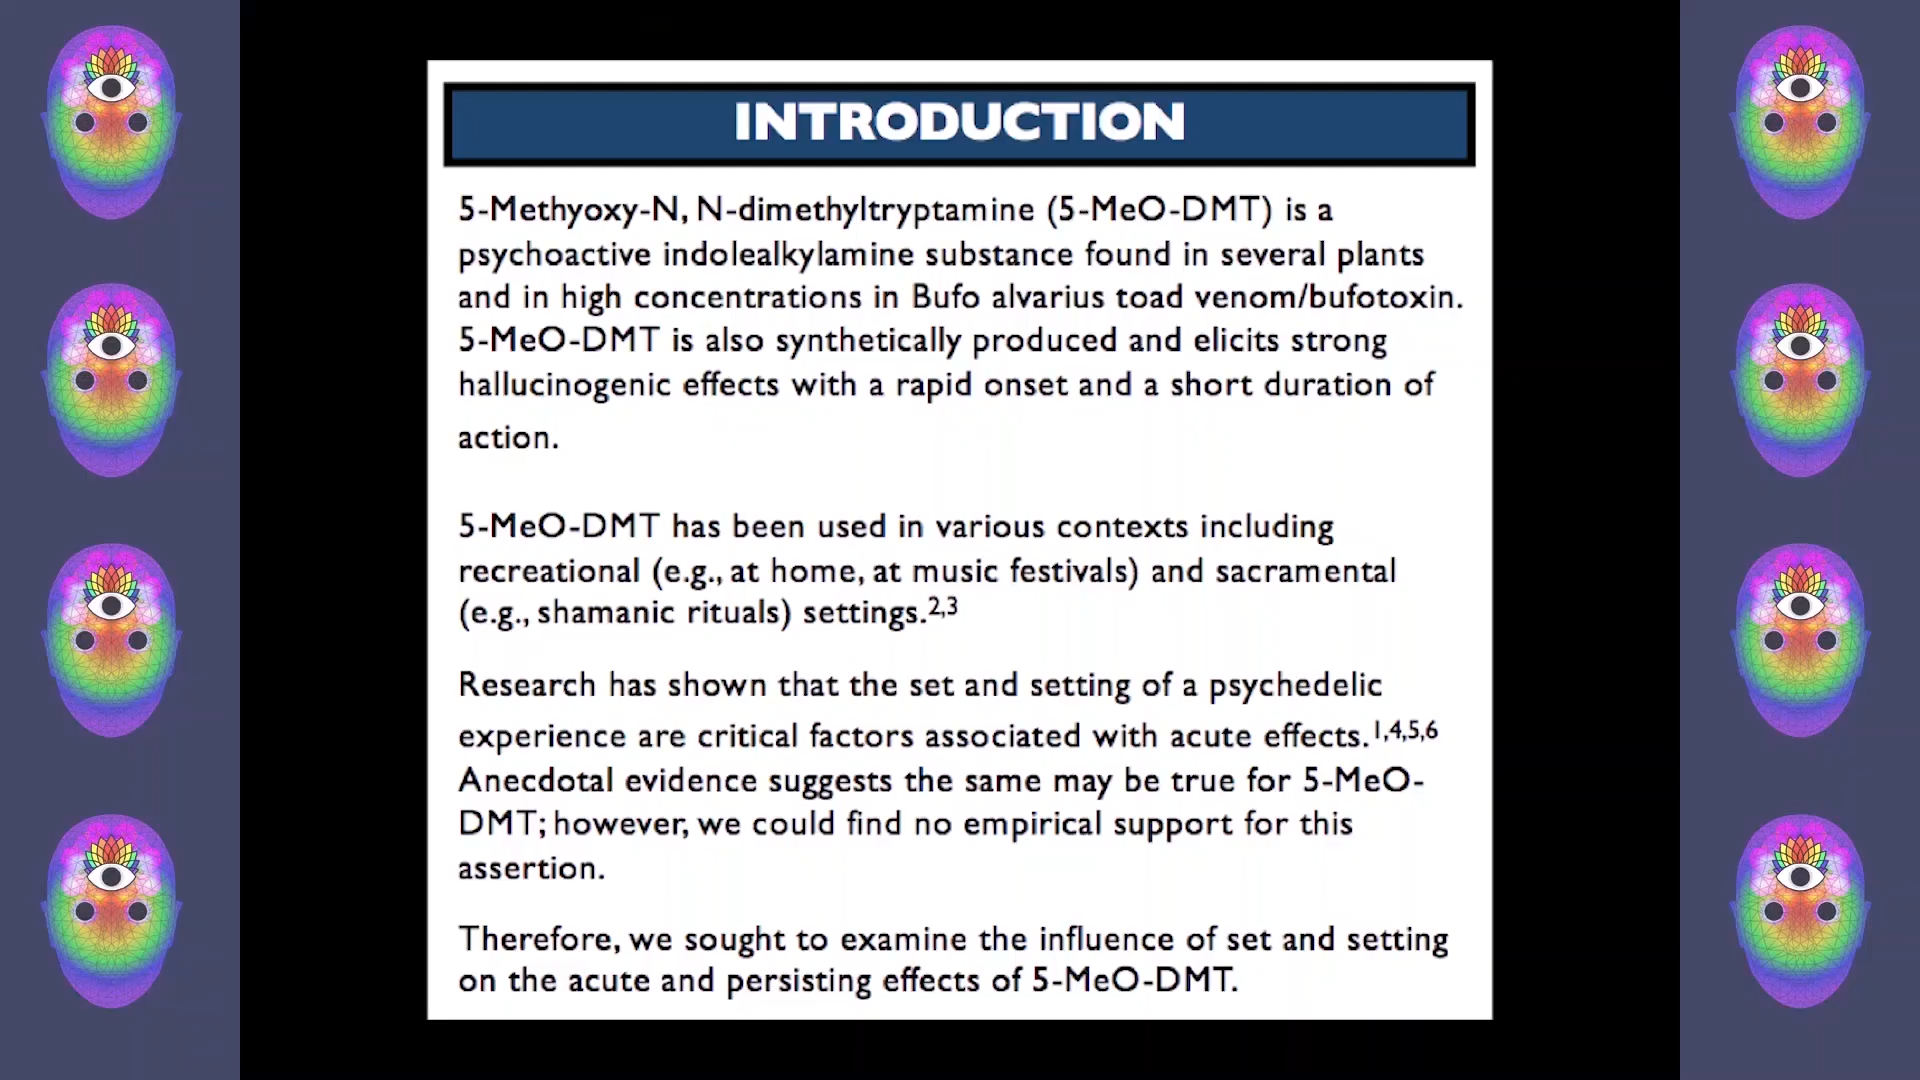 INTRODUCTION
5-Methyoxy-N, N-dimethyltryptamine (5-MeO-DMT) is a
psychoactive indolealkylamine substance found in several plants
and in high concentrations in Bufo alvarius toad venom/bufotoxin.
5-MeO-DMT is also synthetically produced and elicits strong
hallucinogenic effects with a rapid onset and a short duration of
action.
5-MeO-DMT has been used in various contexts including
recreational (e.g., at home, at music festivals) and sacramental
(e.g., shamanic rituals) settings.2,3
Research has shown that the set and setting of a psychedelic
experience are critical factors associated with acute effects.1,4,5,6
Anecdotal evidence suggests the same may be true for 5-MeO-
DMT; however, we could find no empirical support for this
assertion.
Therefore, we sought to examine the influence of set and setting
on the acute and persisting effects of 5-MeO-DMT.